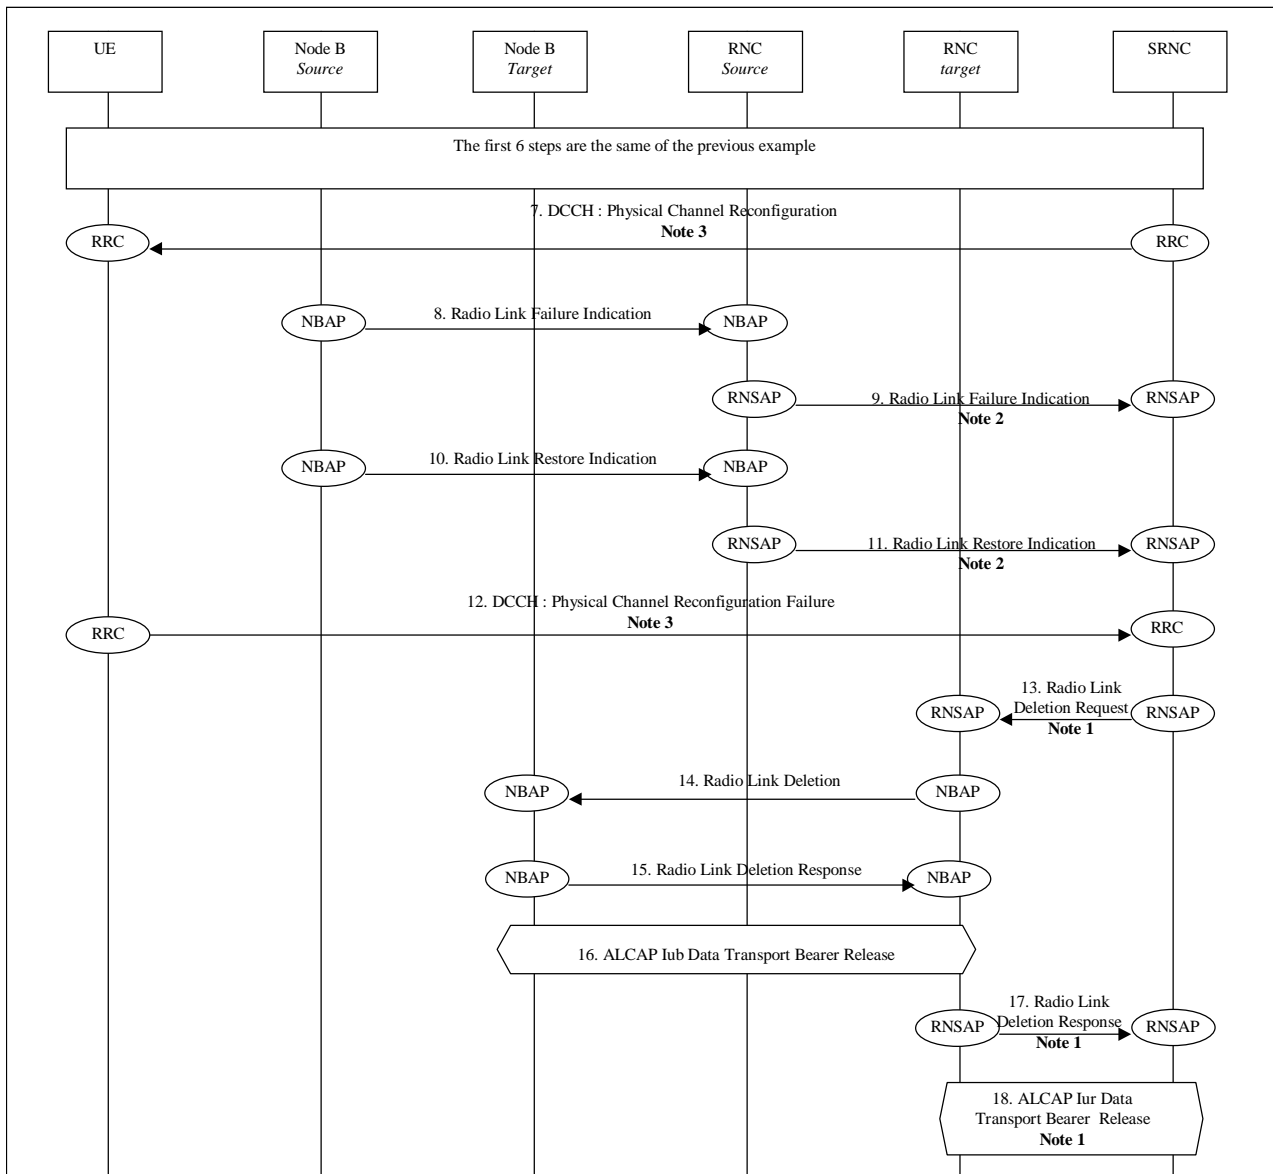 UE
Node B
Source
Node B
Target
RNC
Source
RNC
target
SRNC
The first 6 steps are the same of the previous example
7. DCCH : Physical Channel Reconfiguration
Note 3
RRC
RRC
8. Radio Link Failure Indication
NBAP
NBAP
RNSAP
9. Radio Link Failure Indication
Note 2
RNSAP
10. Radio Link Restore Indication
NBAP
NBAP
RNSAP
11. Radio Link Restore Indication
Note 2
RNSAP
12. DCCH : Physical Channel Reconfiguration Failure
Note 3
RRC
RRC
13. Radio Link
Deletion Request
Note 1
RNSAP
RNSAP
14. Radio Link Deletion
NBAP
NBAP
15. Radio Link Deletion Response
NBAP
NBAP
16. ALCAP Iub Data Transport Bearer Release
17. Radio Link
Deletion Response
Note 1
RNSAP
RNSAP
18. ALCAP Iur Data
Transport Bearer Release
Note 1